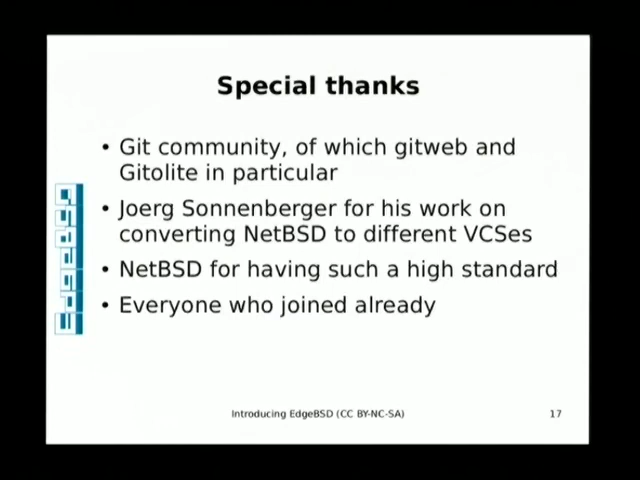 Special thanks
• Git community, of which gitweb and
Gitolite in particular
• Joerg Sonnenberger for his work on
converting NetBSD to different VCSes
• NetBSD for having such a high standard
• Everyone who joined already
EdgeBSD
Introducing EdgeBSD (CC BY-NC-SA)
17